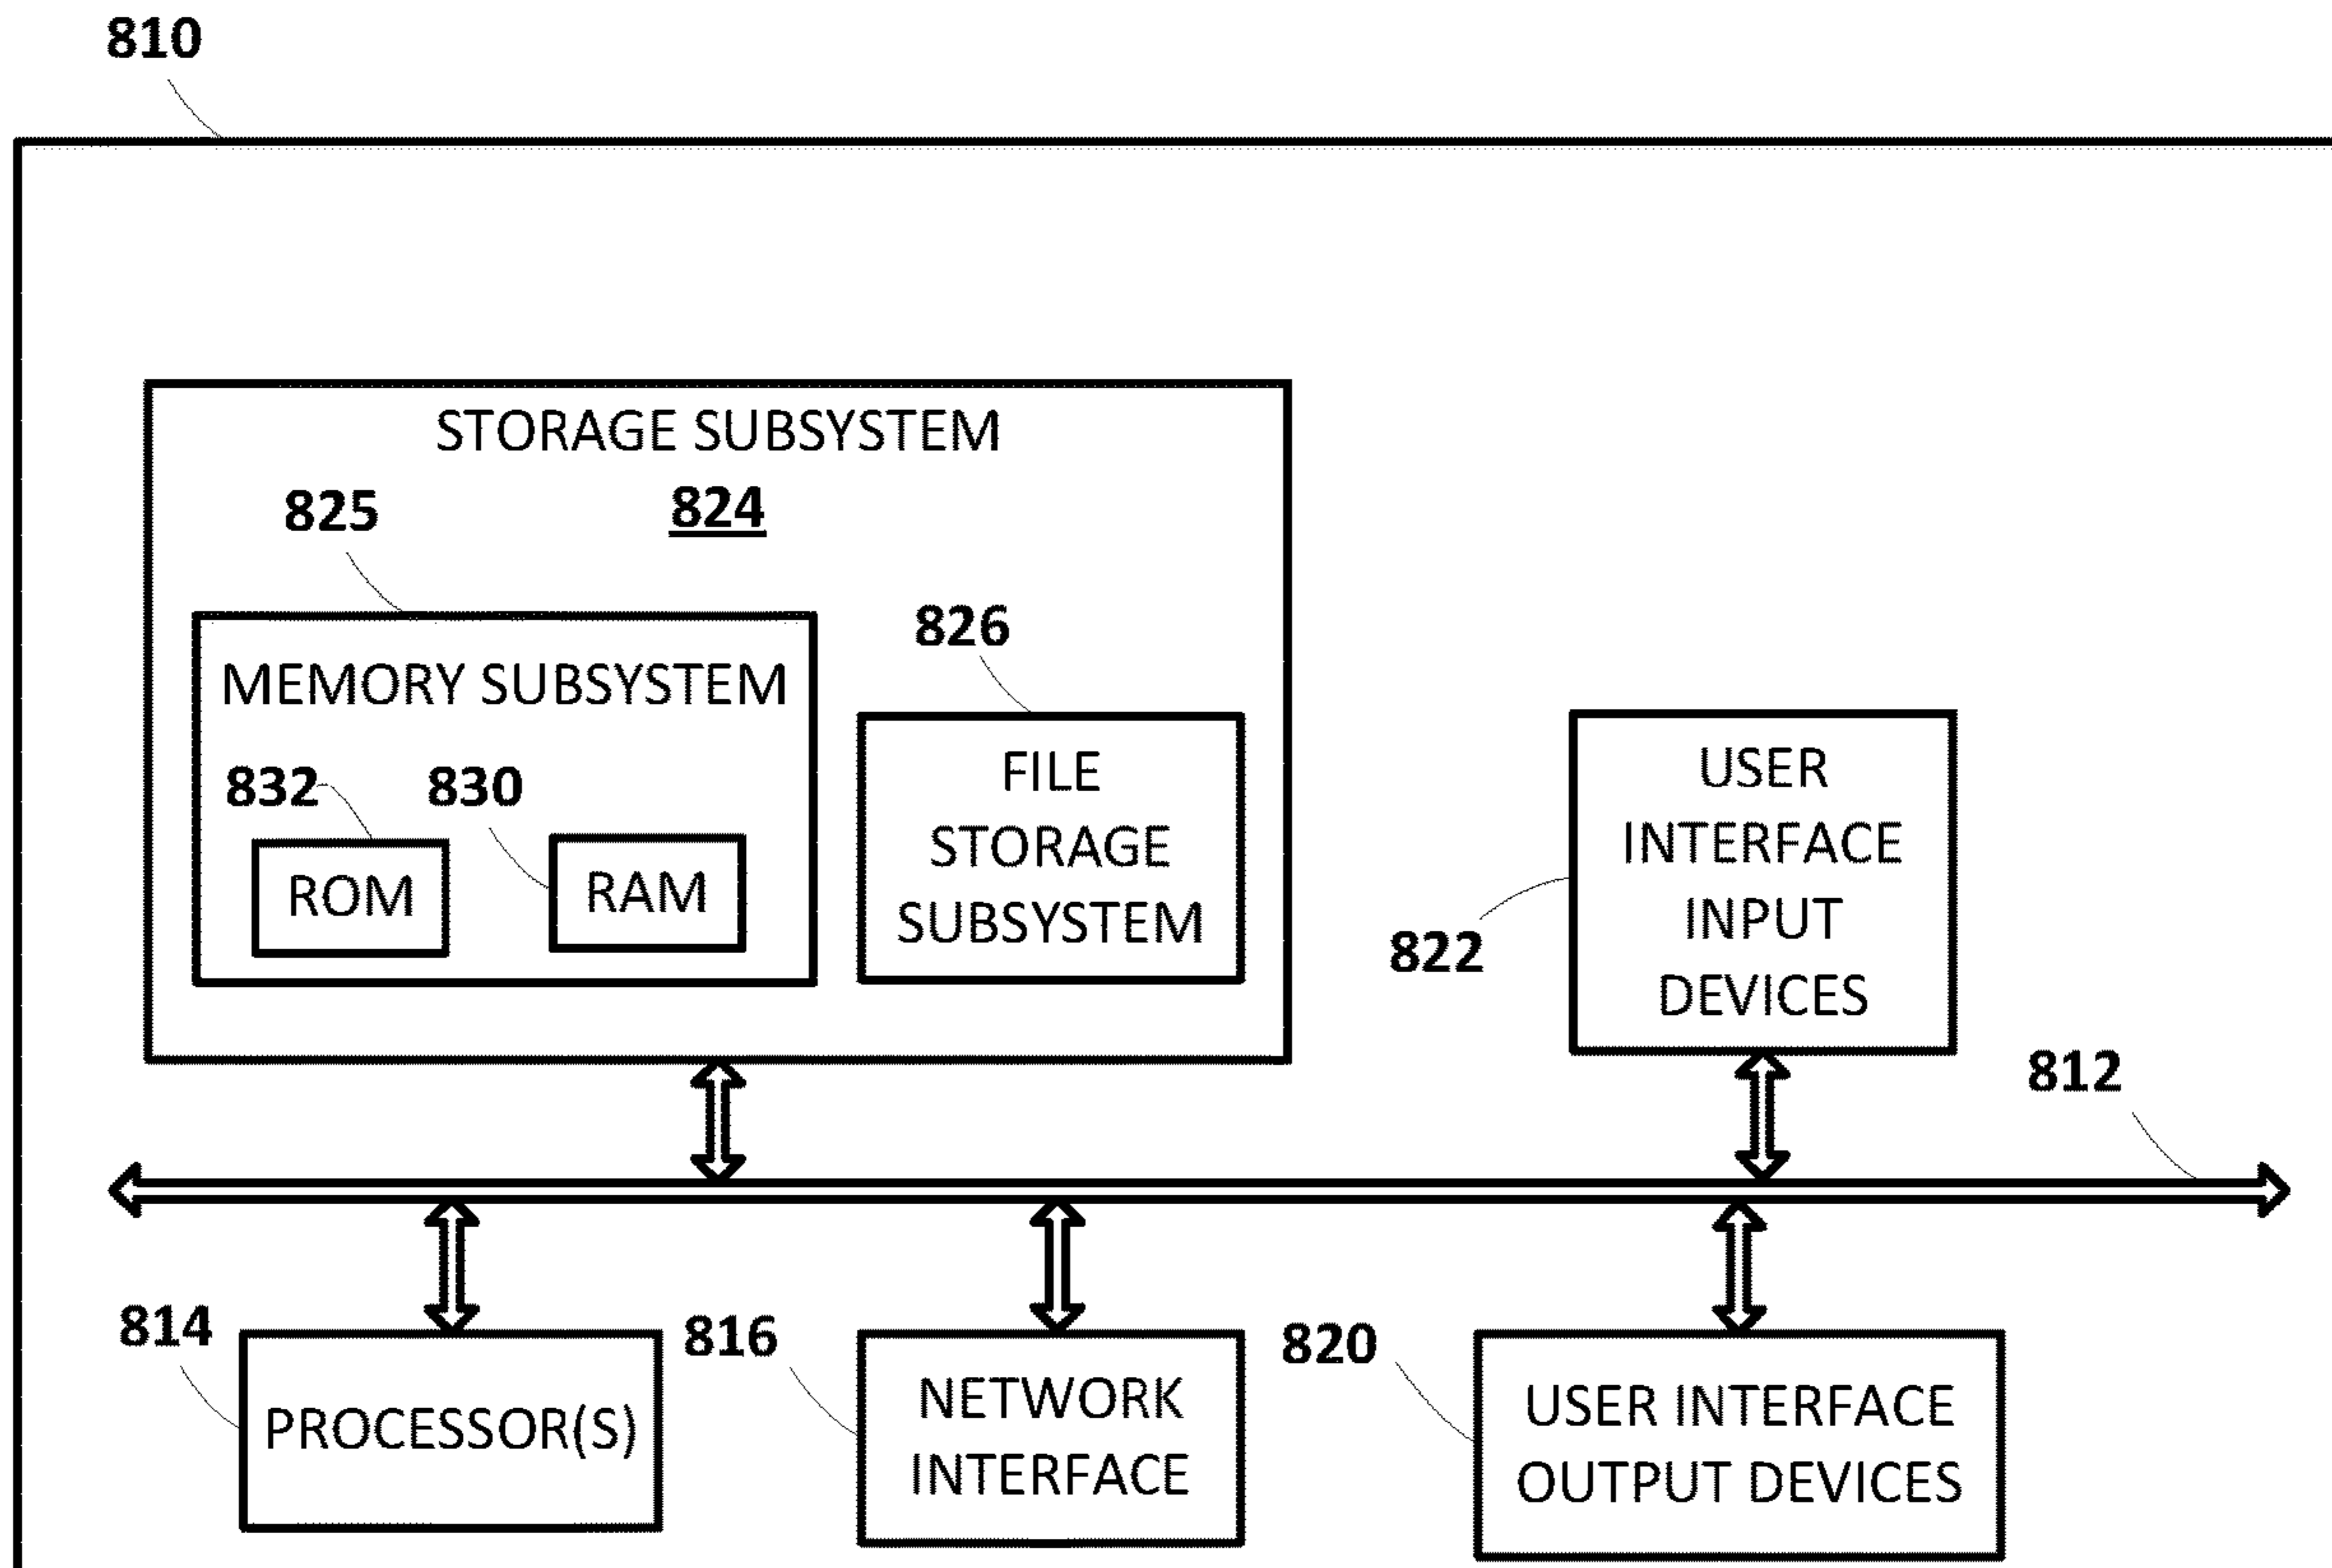 810
STORAGE SUBSYSTEM
824
825
MEMORY SUBSYSTEM
832
ROM
830
RAM
826
FILE
STORAGE
SUBSYSTEM
USER
INTERFACE
INPUT
DEVICES
822
812
814
PROCESSOR(S)
816
NETWORK
INTERFACE
820
USER INTERFACE
OUTPUT DEVICES